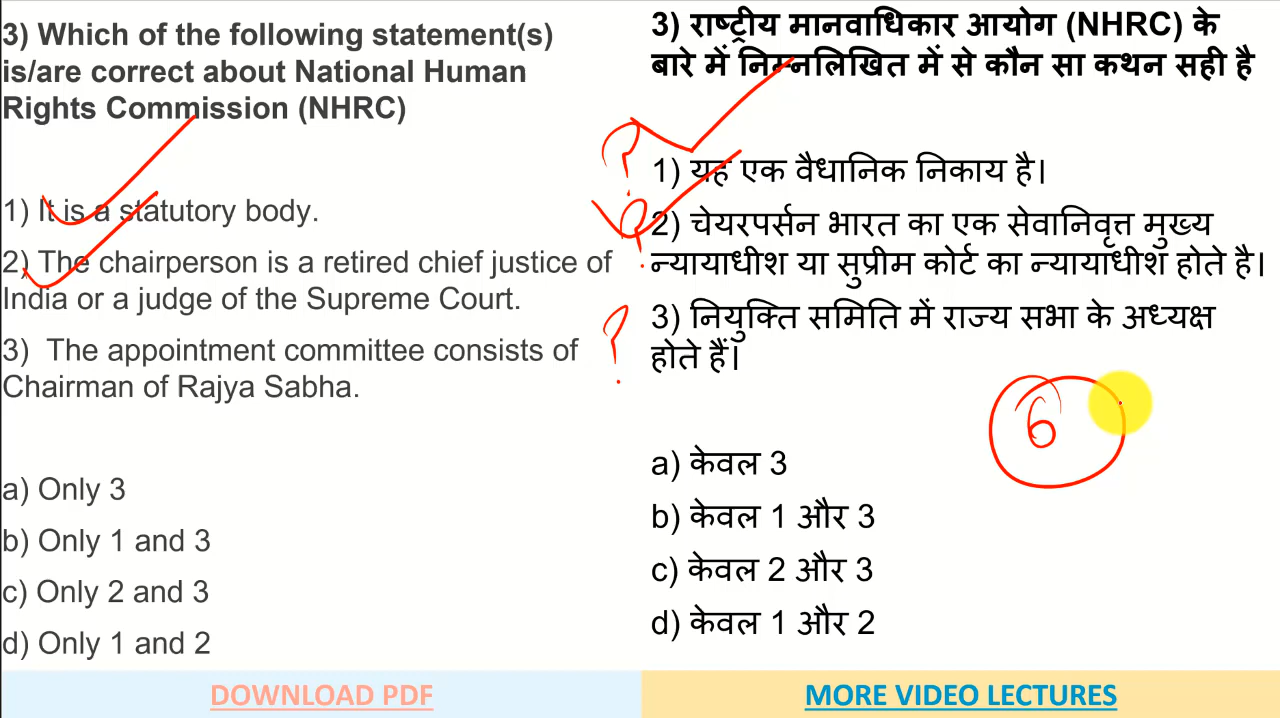 3) Which of the following statement(s)
is/are correct about National Human
Rights Commission (NHRC)
1) It is a statutory body.
2) The chairperson is a retired chief justice of
India or a judge of the Supreme Court.
3) The appointment committee consists of
Chairman of Rajya Sabha.
a) Only 3
b) Only 1 and 3
c) Only 2 and 3
d) Only 1 and 2
DOWNLOAD PDF
3) राष्ट्रीय मानवाधिकार आयोग (NHRC) के
बारे में निम्नलिखित में से कौन सा कथन सही है
?
1) यह एक वैधानिक निकाय है।
?
2) चेयरपर्सन भारत का एक सेवानिवृत्त मुख्य
न्यायाधीश या सुप्रीम कोर्ट का न्यायाधीश होते है।
?
3) नियुक्ति समिति में राज्य सभा के अध्यक्ष
होते हैं।
6
a) केवल 3
b) केवल 1 और 3
c) केवल 2 और 3
d) केवल 1 और 2
MORE VIDEO LECTURES